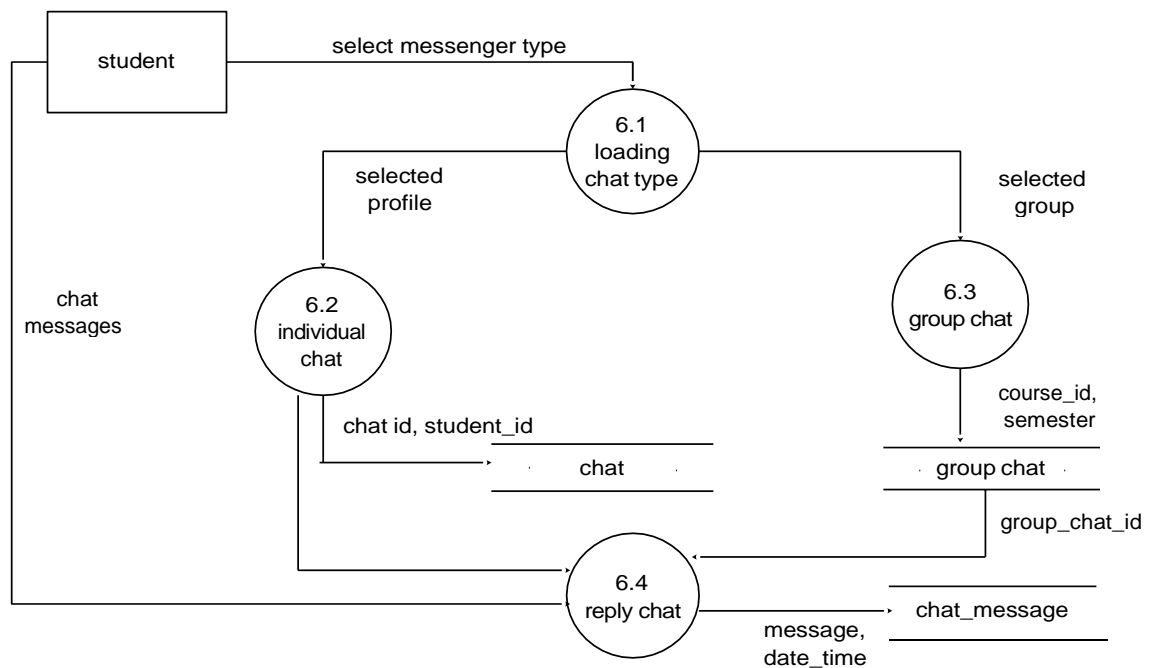 student
select messenger type
6.1
loading
chat type
selected
profile
selected
group
6.2
individual
chat
6.3
group chat
chat
messages
chat id, student_id
course_id,
semester
chat
group chat
group_chat_id
6.4
reply chat
chat_message
message,
date_time